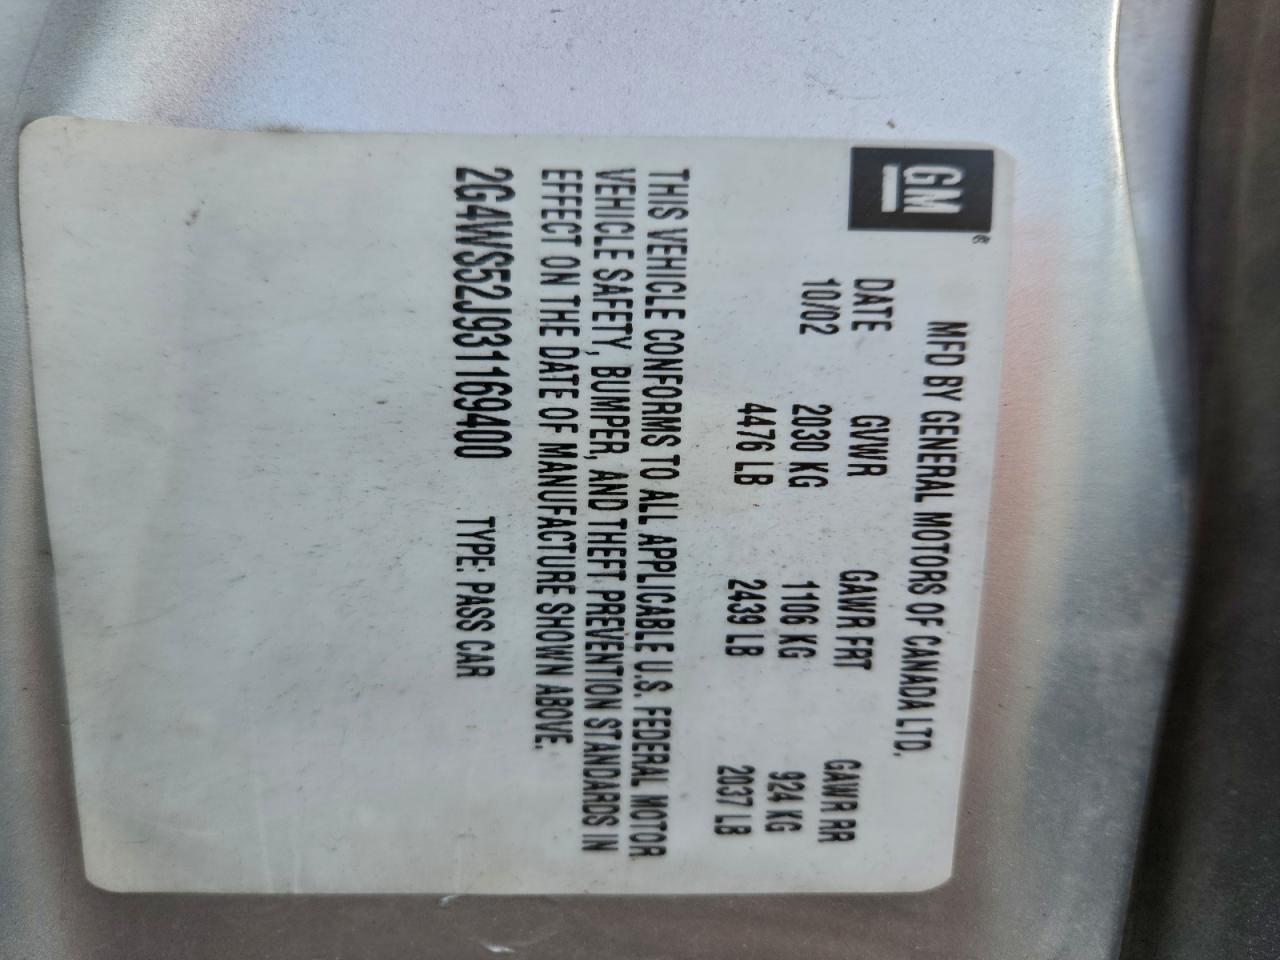 GM®
MFD BY GENERAL MOTORS OF CANADA LTD.
DATE GVWR GAWR FRT GAWR RR
10/02 2030 KG 1106 KG 924 KG
4476 LB 2439 LB 2037 LB
THIS VEHICLE CONFORMS TO ALL APPLICABLE U.S. FEDERAL MOTOR
VEHICLE SAFETY, BUMPER, AND THEFT PREVENTION STANDARDS IN
EFFECT ON THE DATE OF MANUFACTURE SHOWN ABOVE.
2G4WS52J931169400 TYPE: PASS CAR